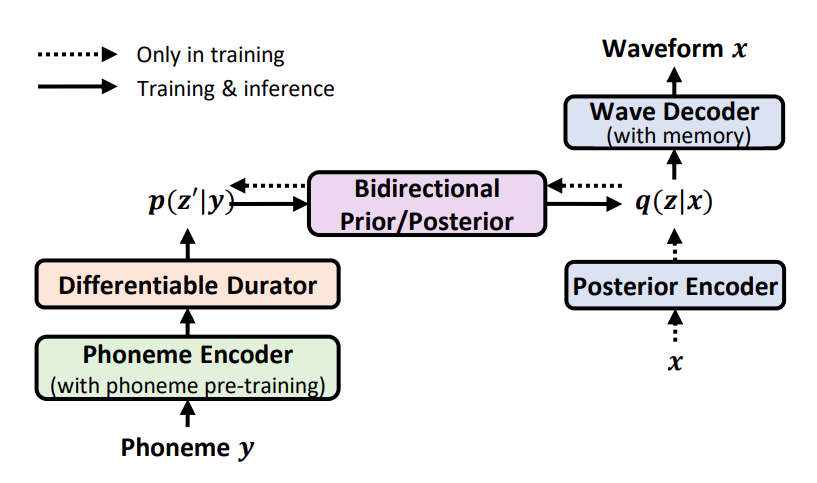 Only in training
Training & inference
Waveform x
Wave Decoder
(with memory)
p(z′|y)
Bidirectional
Prior/Posterior
q(z|x)
Differentiable Durator
Posterior Encoder
Phoneme Encoder
(with phoneme pre-training)
x
Phoneme y